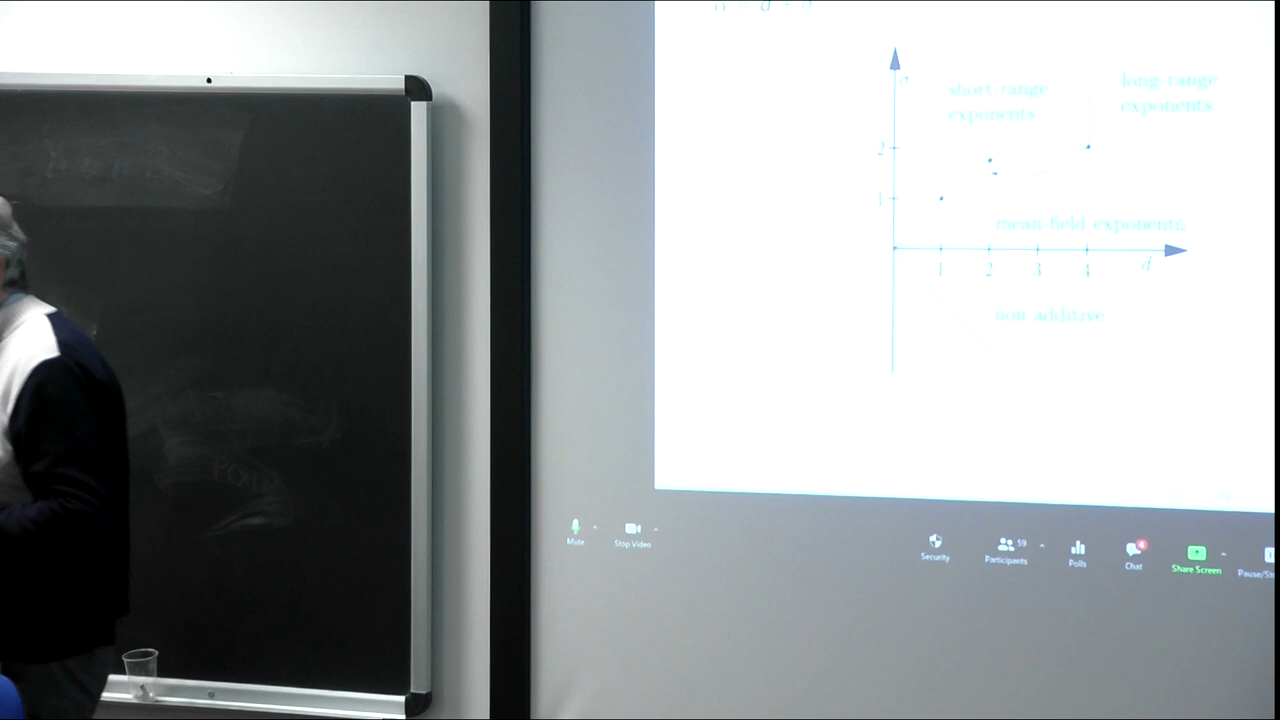 σ
short-range
exponents
long-range
exponents
2
1
mean-field exponents
1 2 3 4 d
non additive
Mute
Stop Video
Security
59
Participants
Polls
4
Chat
Share Screen